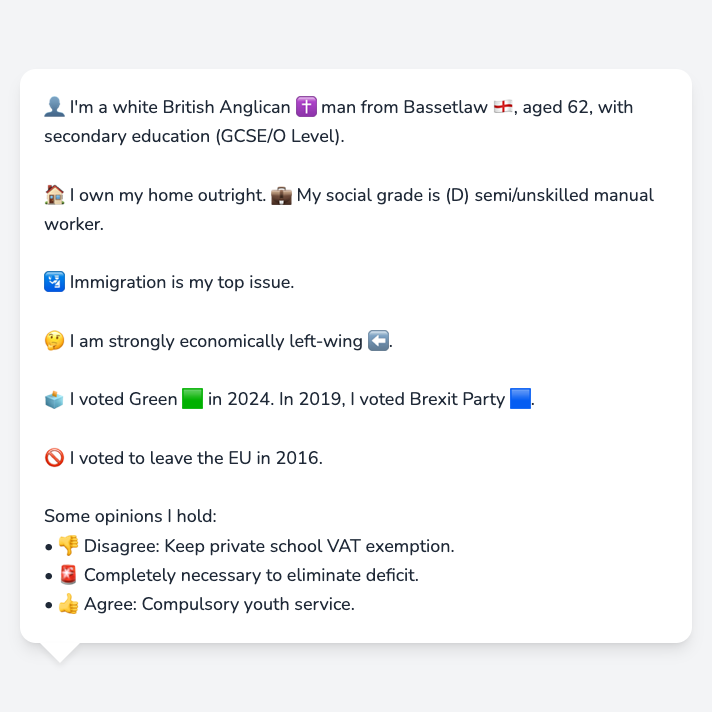 👤 I'm a white British Anglican ✝️ man from Bassetlaw 🏴󠁧󠁢󠁥󠁮󠁧󠁿, aged 62, with
secondary education (GCSE/O Level).
🏠 I own my home outright. 💼 My social grade is (D) semi/unskilled manual
worker.
🛂 Immigration is my top issue.
🤔 I am strongly economically left-wing ⬅️.
🗳️ I voted Green 🟩 in 2024. In 2019, I voted Brexit Party 🟦.
🚫 I voted to leave the EU in 2016.
Some opinions I hold:
• 👎 Disagree: Keep private school VAT exemption.
• 🚨 Completely necessary to eliminate deficit.
• 👍 Agree: Compulsory youth service.